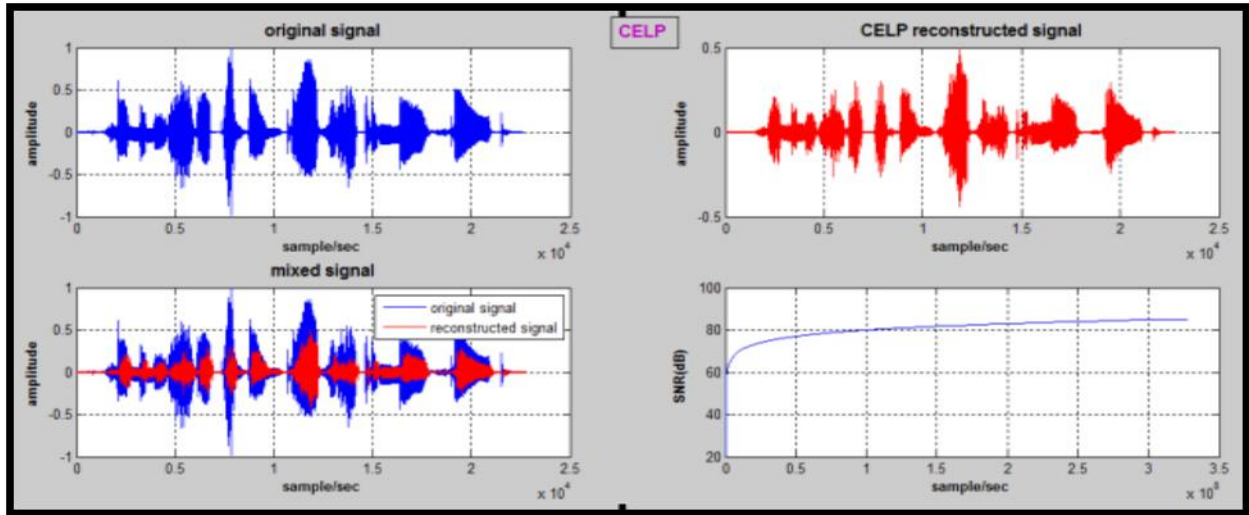 CELP
original signal
amplitude
1
0.5
0
-0.5
-1
0 0.5 1 1.5 2 2.5
sample/sec
x 10^4
CELP reconstructed signal
amplitude
0.5
0
-0.5
0 0.5 1 1.5 2 2.5
sample/sec
x 10^4
mixed signal
original signal
reconstructed signal
amplitude
1
0.5
0
-0.5
-1
0 0.5 1 1.5 2 2.5
sample/sec
x 10^4
SNR(dB)
100
80
60
40
20
0 0.5 1 1.5 2 2.5 3 3.5
sample/sec